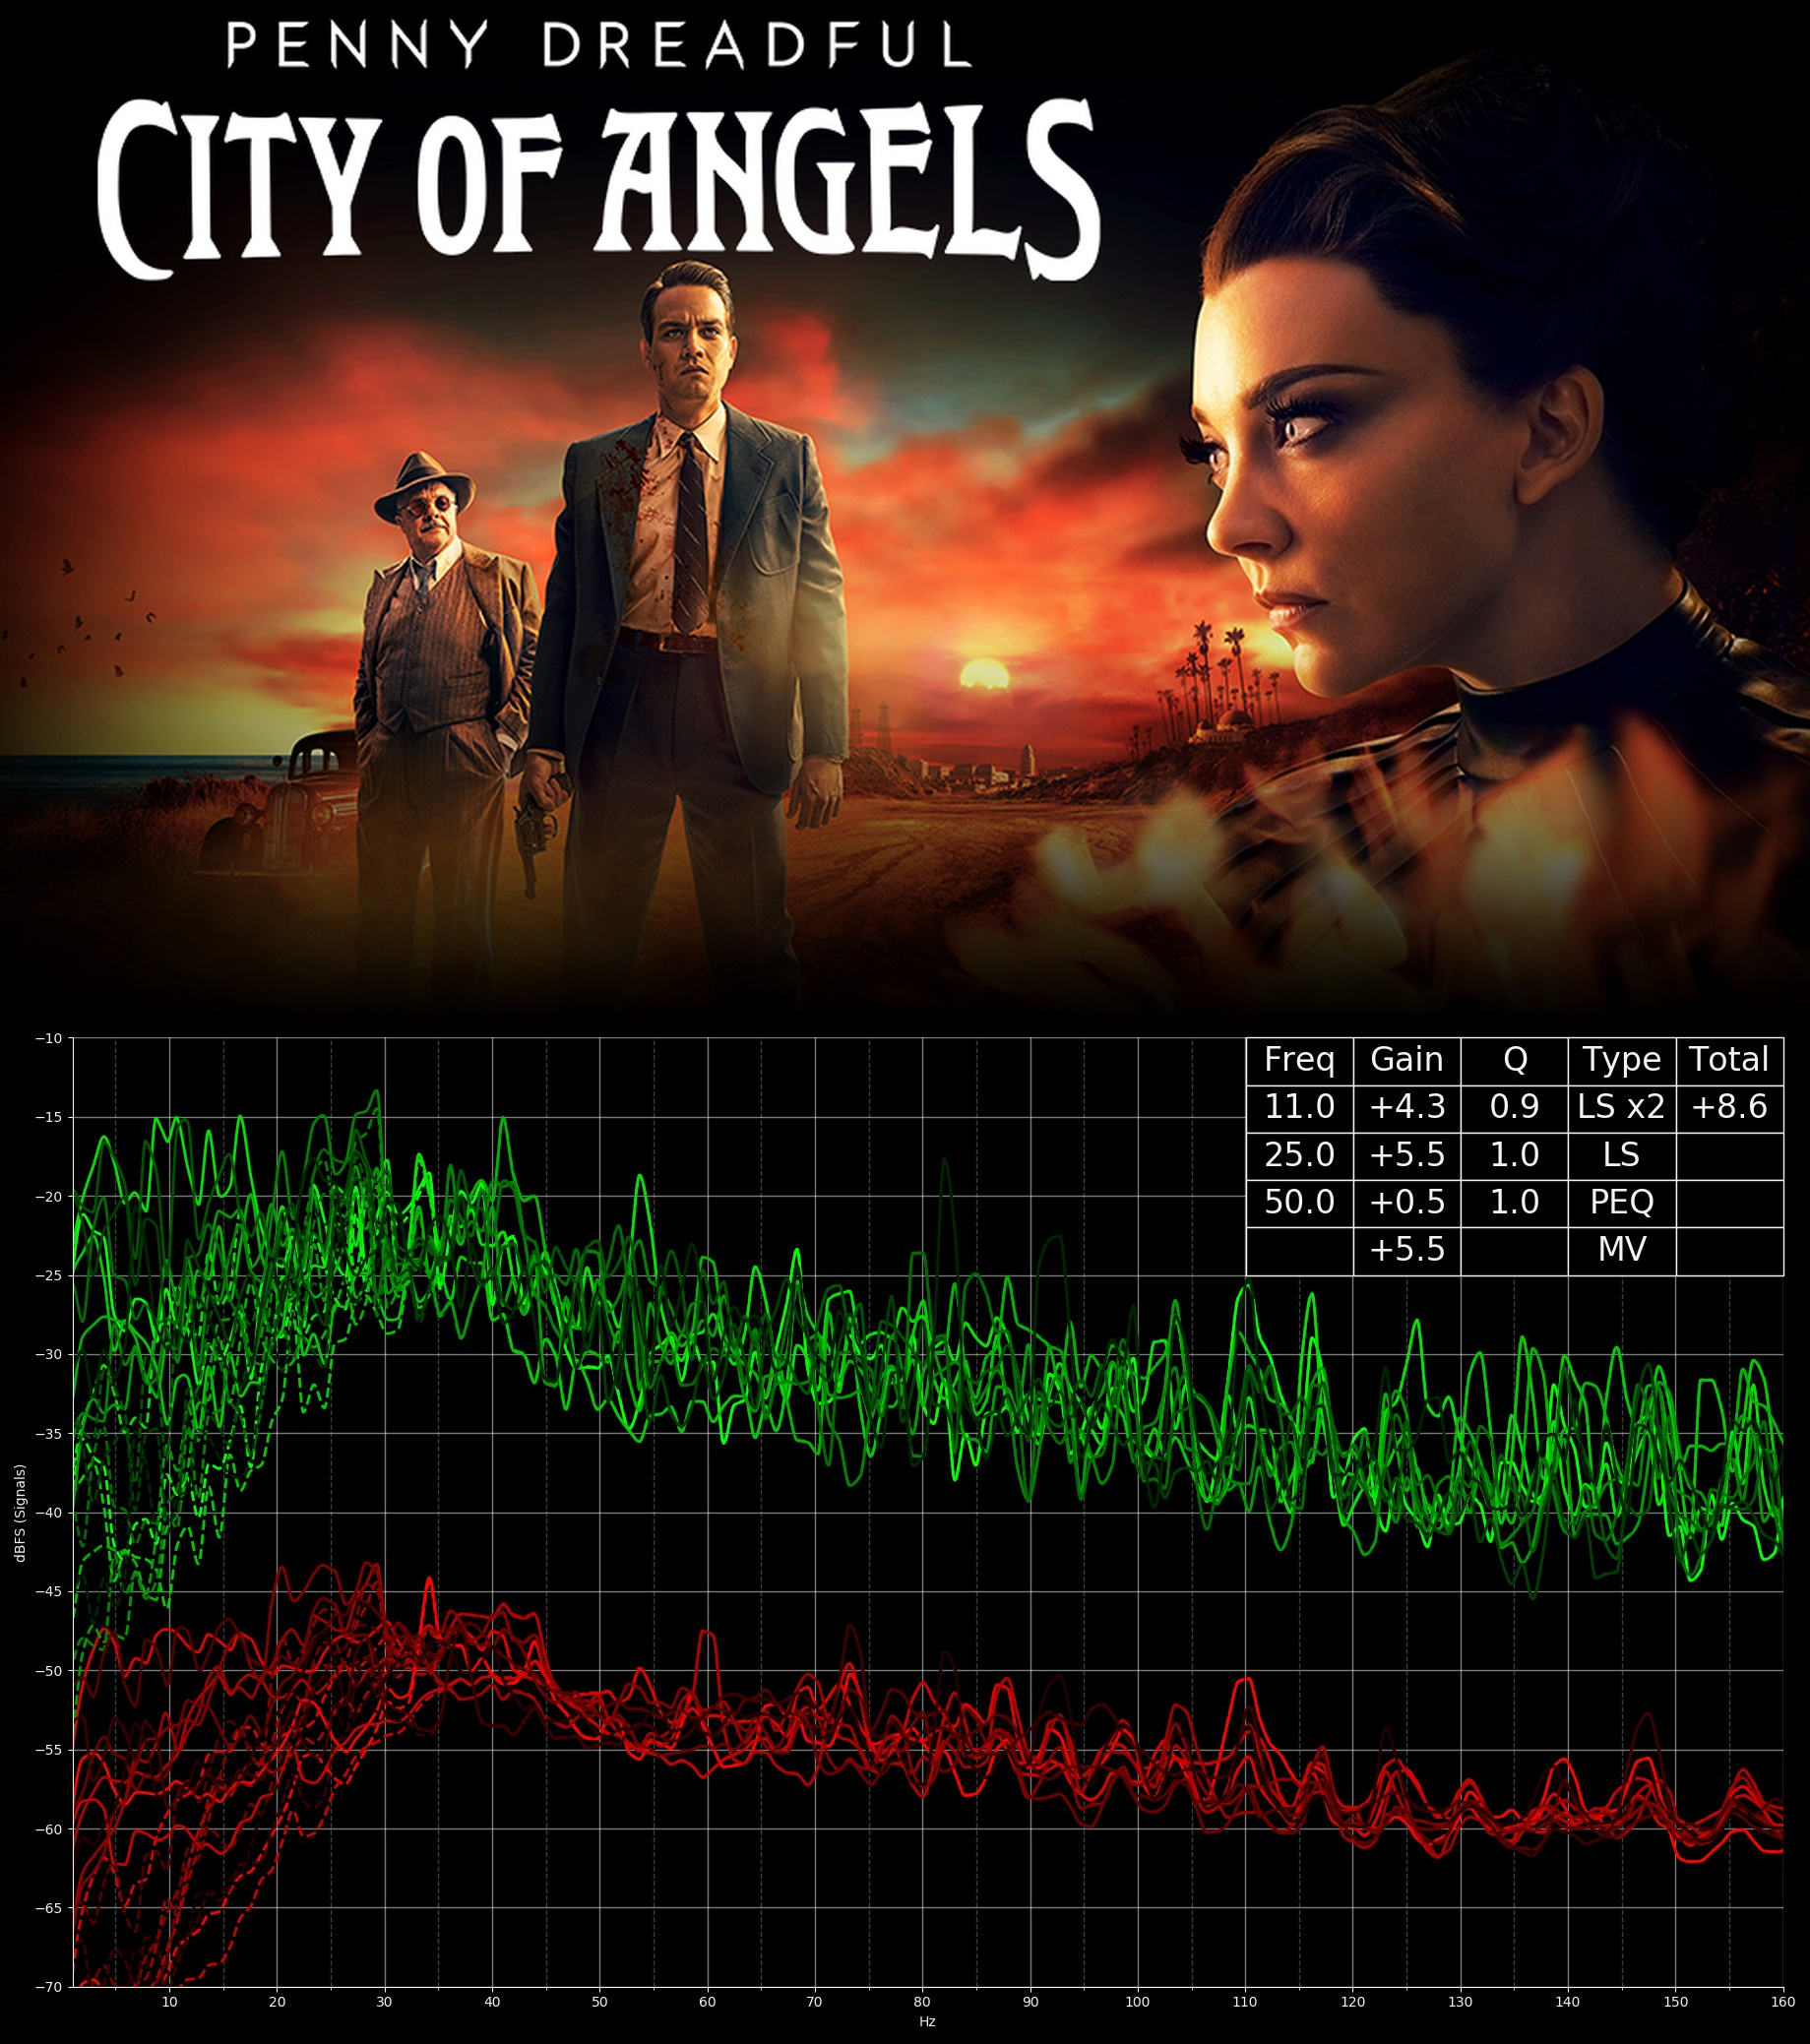 PENNY DREADFUL
CITY OF ANGELS
Freq Gain Q Type Total
11.0 +4.3 0.9 LS x2 +8.6
25.0 +5.5 1.0 LS
50.0 +0.5 1.0 PEQ
+5.5 MV
−10
−15
−20
−25
−30
−35
−40
−45
−50
−55
−60
−65
−70
dBFS (Signals)
10 20 30 40 50 60 70 80 90 100 110 120 130 140 150 160
Hz